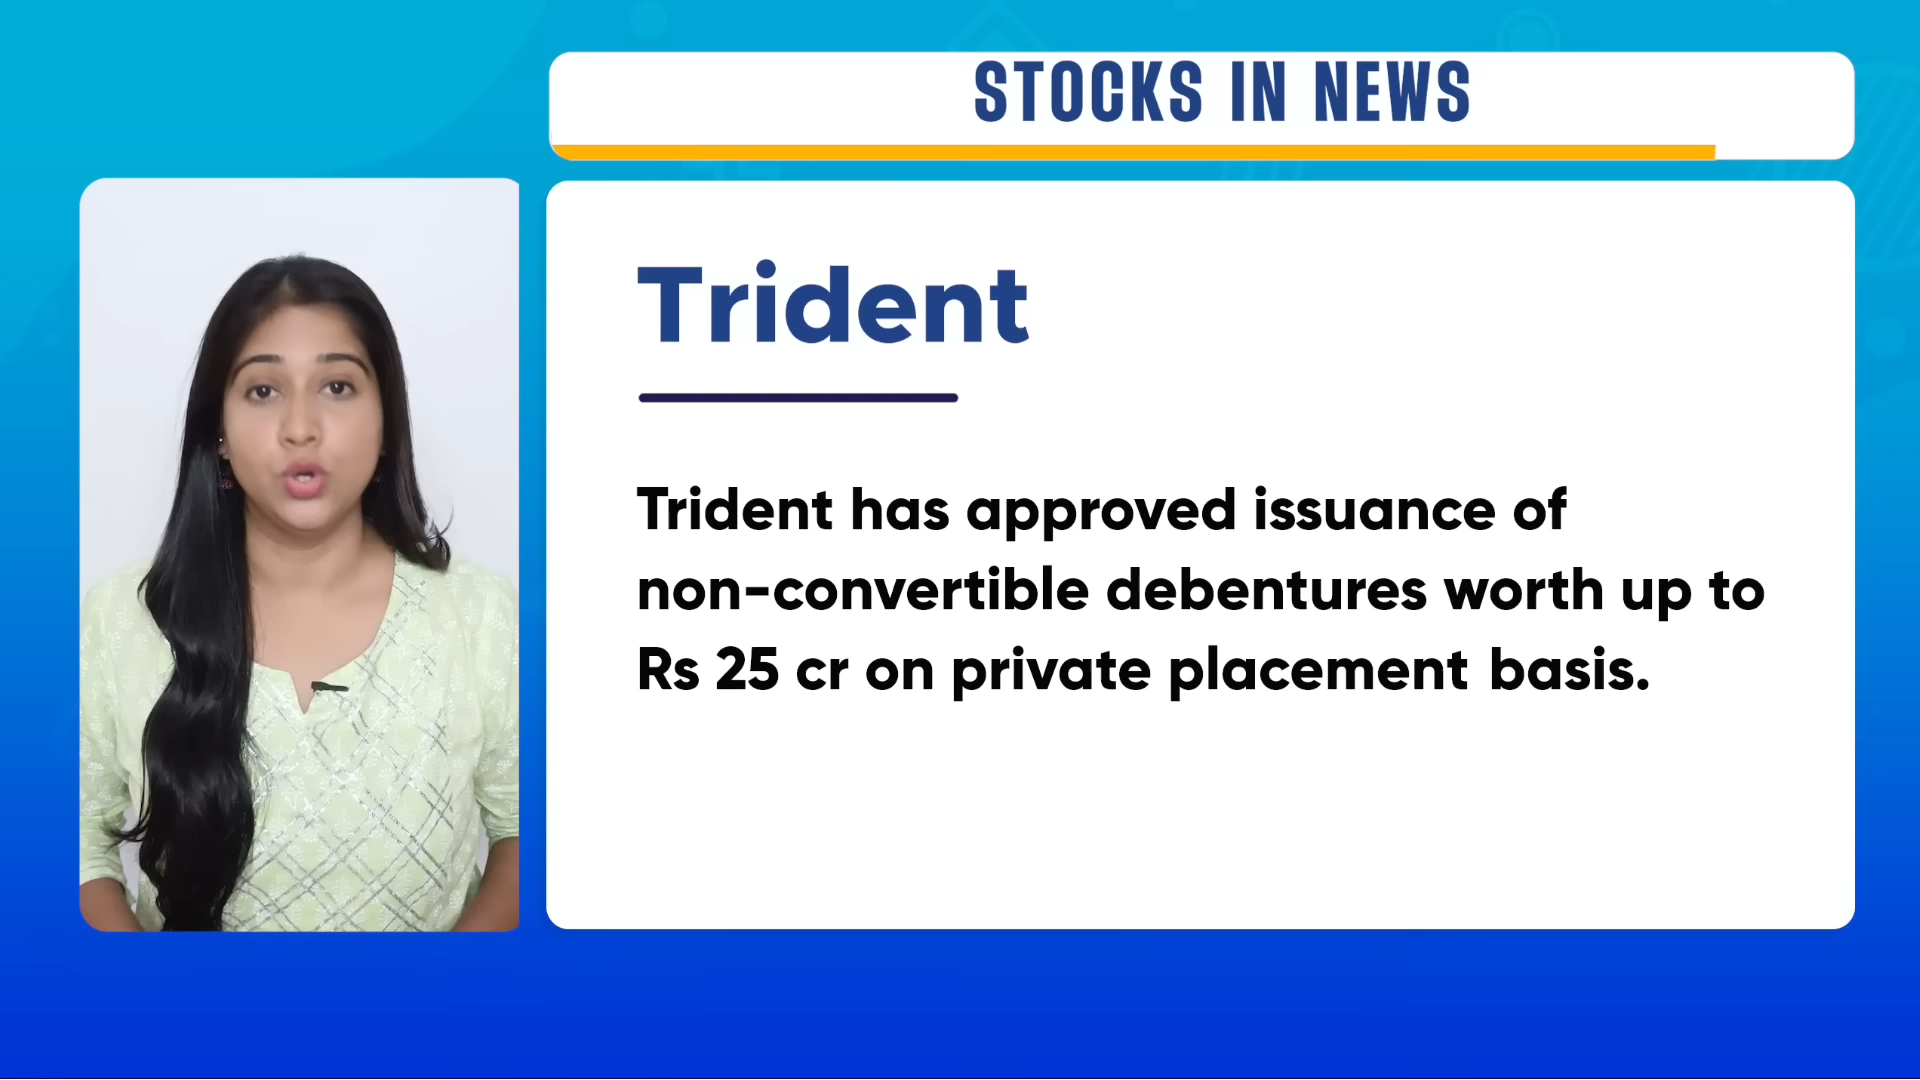 STOCKS IN NEWS
Trident
Trident has approved issuance of
non-convertible debentures worth up to
Rs 25 cr on private placement basis.